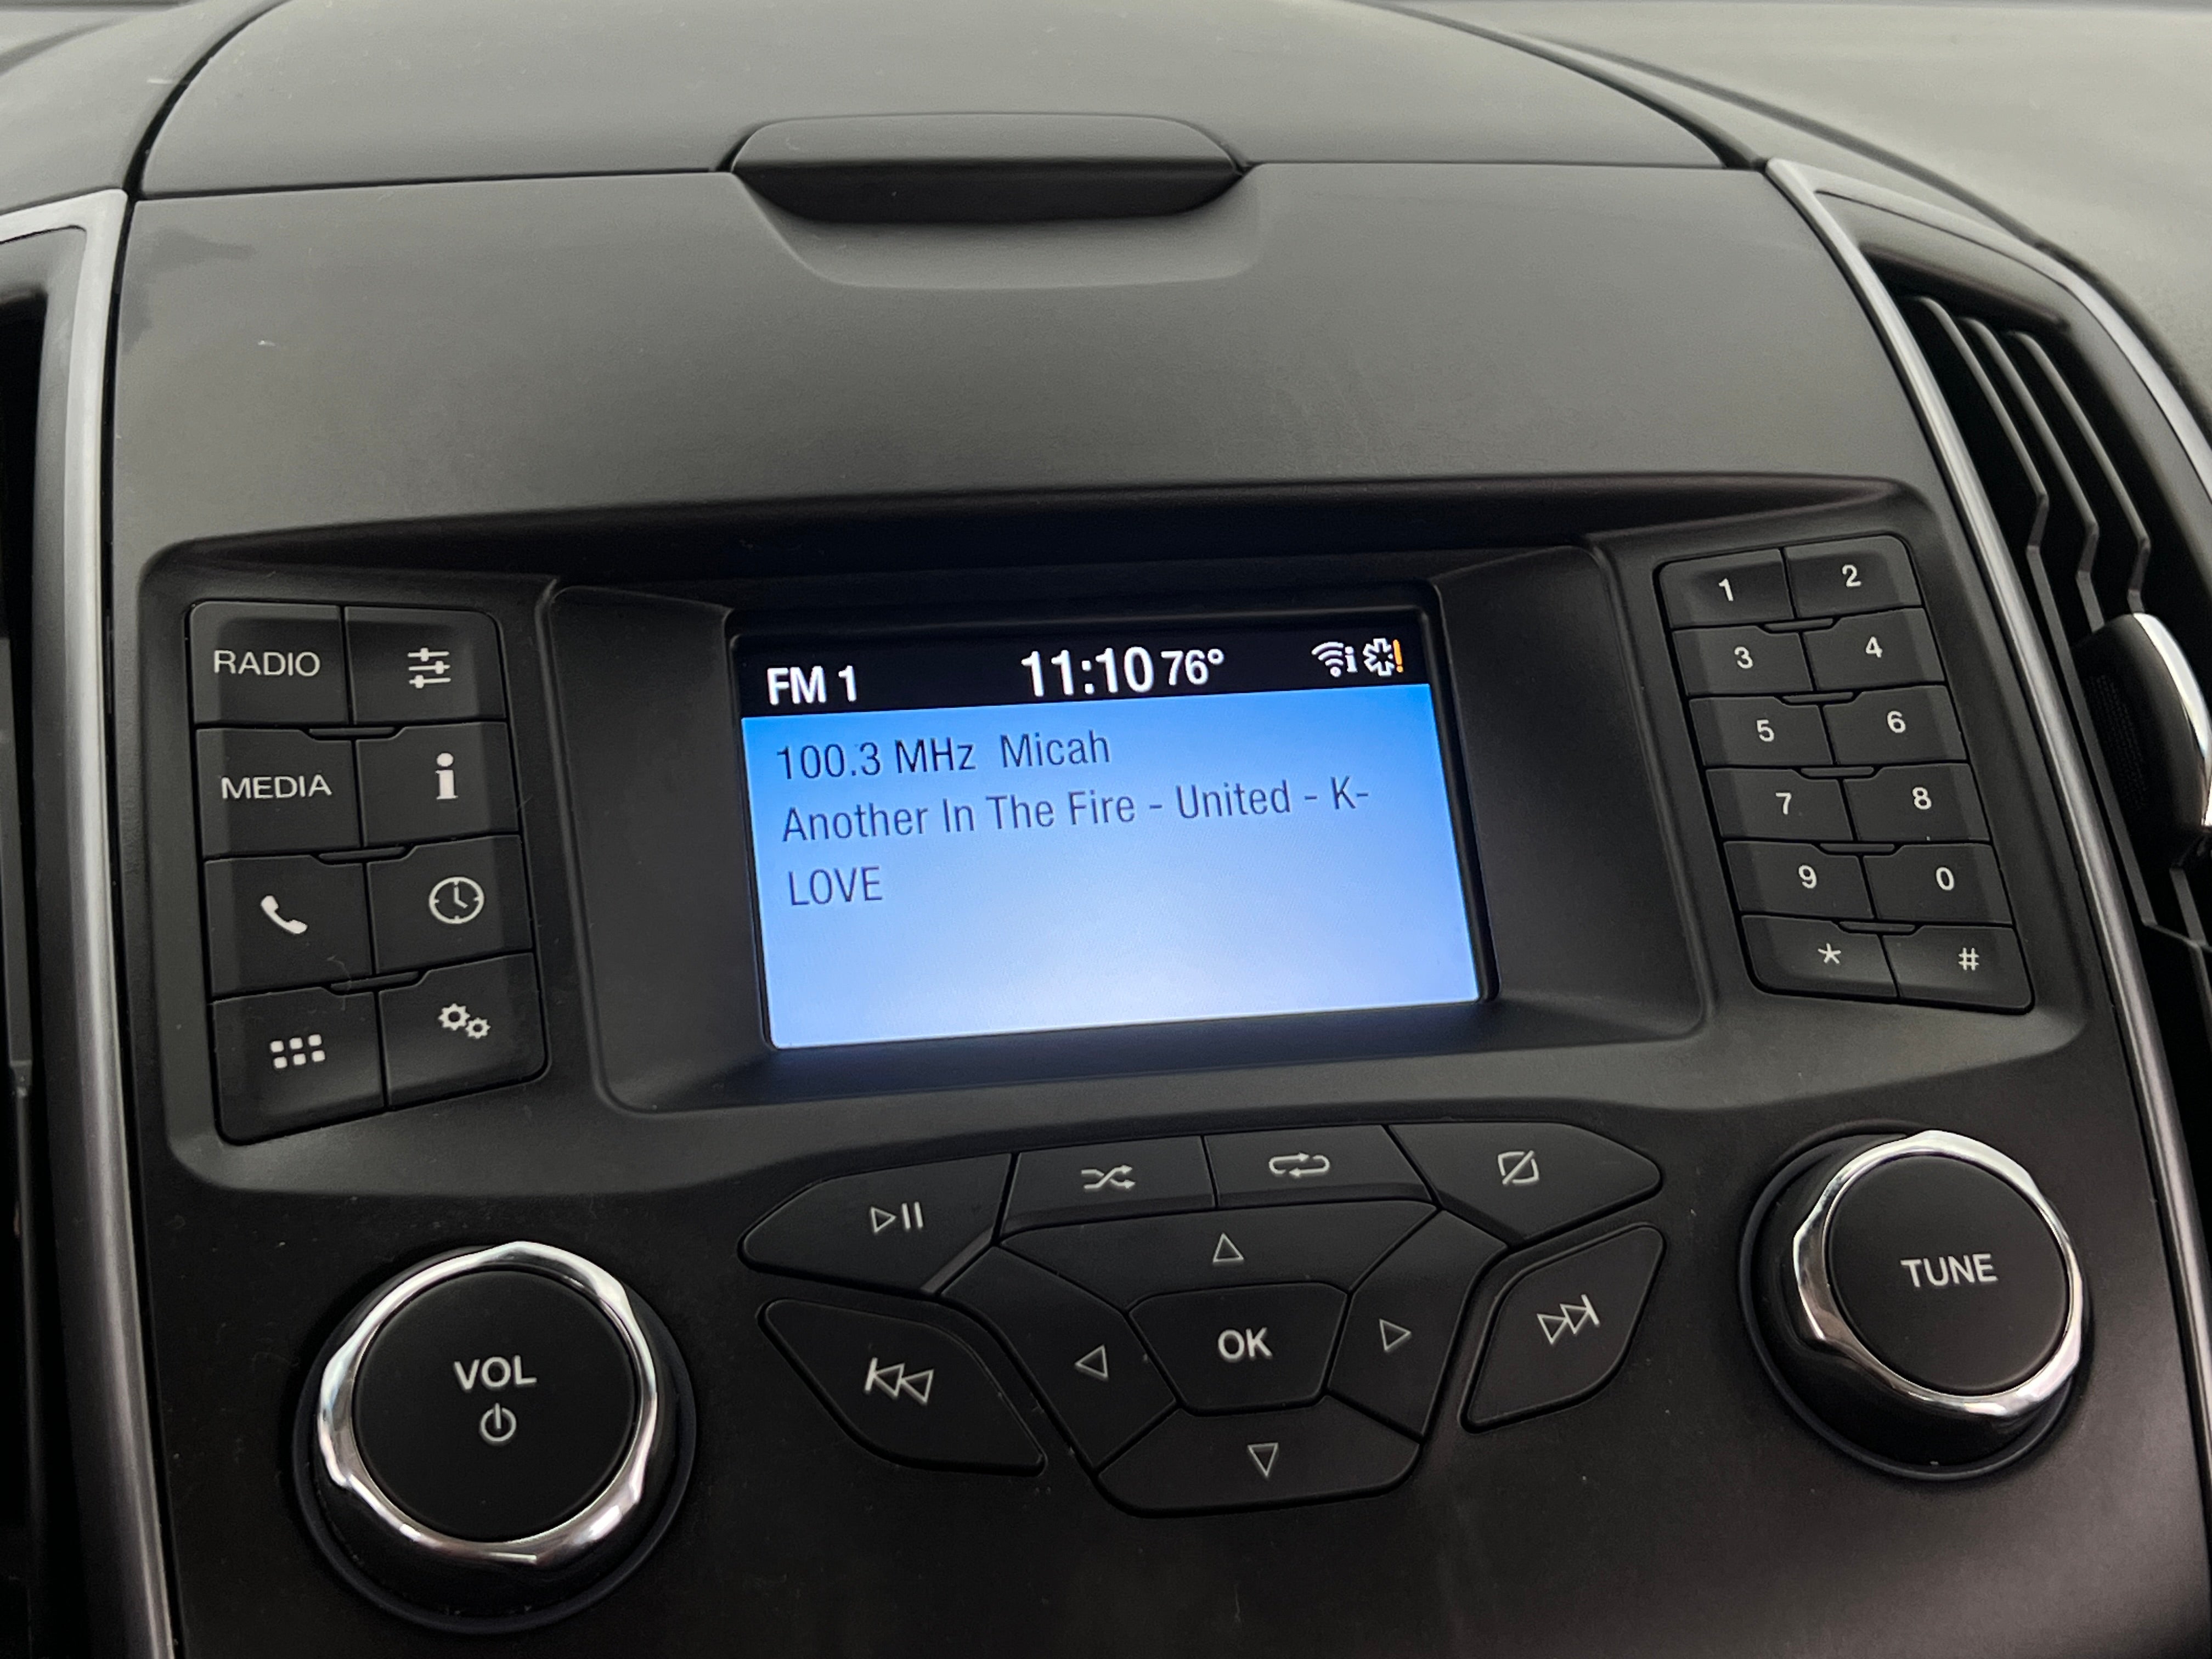 FM 1 11:10 76°
100.3 MHz Micah
Another In The Fire - United - K-
LOVE
RADIO
MEDIA
i
1 2
3 4
5 6
7 8
9 0
* #
VOL
OK
TUNE